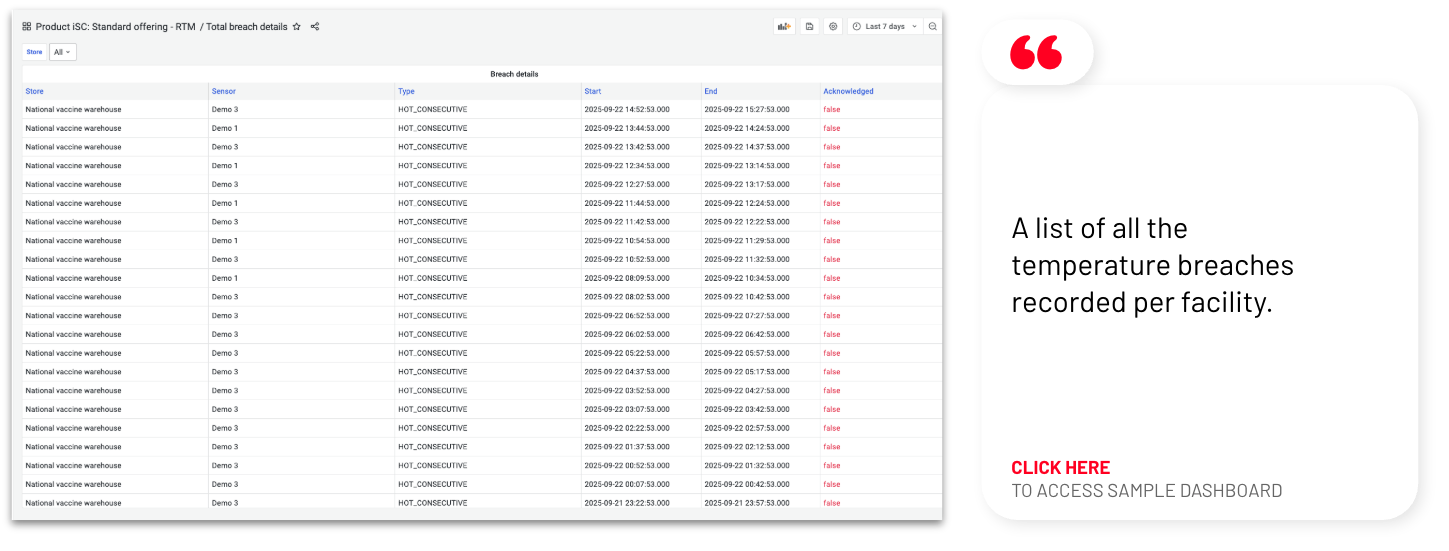 Product iSC: Standard offering - RTM / Total breach details
Last 7 days
Store All
Breach details
Store Sensor Type Start End Acknowledged
National vaccine warehouse Demo 3 HOT_CONSECUTIVE 2025-09-22 14:52:53.000 2025-09-22 15:27:53.000 false
National vaccine warehouse Demo 1 HOT_CONSECUTIVE 2025-09-22 13:44:53.000 2025-09-22 14:24:53.000 false
National vaccine warehouse Demo 3 HOT_CONSECUTIVE 2025-09-22 13:42:53.000 2025-09-22 14:37:53.000 false
National vaccine warehouse Demo 1 HOT_CONSECUTIVE 2025-09-22 12:34:53.000 2025-09-22 13:14:53.000 false
National vaccine warehouse Demo 3 HOT_CONSECUTIVE 2025-09-22 12:27:53.000 2025-09-22 13:17:53.000 false
National vaccine warehouse Demo 1 HOT_CONSECUTIVE 2025-09-22 11:44:53.000 2025-09-22 12:24:53.000 false
National vaccine warehouse Demo 3 HOT_CONSECUTIVE 2025-09-22 11:42:53.000 2025-09-22 12:22:53.000 false
National vaccine warehouse Demo 1 HOT_CONSECUTIVE 2025-09-22 10:54:53.000 2025-09-22 11:29:53.000 false
National vaccine warehouse Demo 3 HOT_CONSECUTIVE 2025-09-22 10:52:53.000 2025-09-22 11:32:53.000 false
National vaccine warehouse Demo 1 HOT_CONSECUTIVE 2025-09-22 08:09:53.000 2025-09-22 10:34:53.000 false
National vaccine warehouse Demo 3 HOT_CONSECUTIVE 2025-09-22 08:02:53.000 2025-09-22 10:42:53.000 false
National vaccine warehouse Demo 3 HOT_CONSECUTIVE 2025-09-22 06:52:53.000 2025-09-22 07:27:53.000 false
National vaccine warehouse Demo 3 HOT_CONSECUTIVE 2025-09-22 06:02:53.000 2025-09-22 06:42:53.000 false
National vaccine warehouse Demo 3 HOT_CONSECUTIVE 2025-09-22 05:22:53.000 2025-09-22 05:57:53.000 false
National vaccine warehouse Demo 3 HOT_CONSECUTIVE 2025-09-22 04:37:53.000 2025-09-22 05:17:53.000 false
National vaccine warehouse Demo 3 HOT_CONSECUTIVE 2025-09-22 03:52:53.000 2025-09-22 04:27:53.000 false
National vaccine warehouse Demo 3 HOT_CONSECUTIVE 2025-09-22 03:07:53.000 2025-09-22 03:42:53.000 false
National vaccine warehouse Demo 3 HOT_CONSECUTIVE 2025-09-22 02:22:53.000 2025-09-22 02:57:53.000 false
National vaccine warehouse Demo 3 HOT_CONSECUTIVE 2025-09-22 01:37:53.000 2025-09-22 02:12:53.000 false
National vaccine warehouse Demo 3 HOT_CONSECUTIVE 2025-09-22 00:52:53.000 2025-09-22 01:32:53.000 false
National vaccine warehouse Demo 3 HOT_CONSECUTIVE 2025-09-22 00:07:53.000 2025-09-22 00:42:53.000 false
National vaccine warehouse Demo 3 HOT_CONSECUTIVE 2025-09-21 23:22:53.000 2025-09-21 23:57:53.000 false
“
A list of all the
temperature breaches
recorded per facility.
CLICK HERE
TO ACCESS SAMPLE DASHBOARD